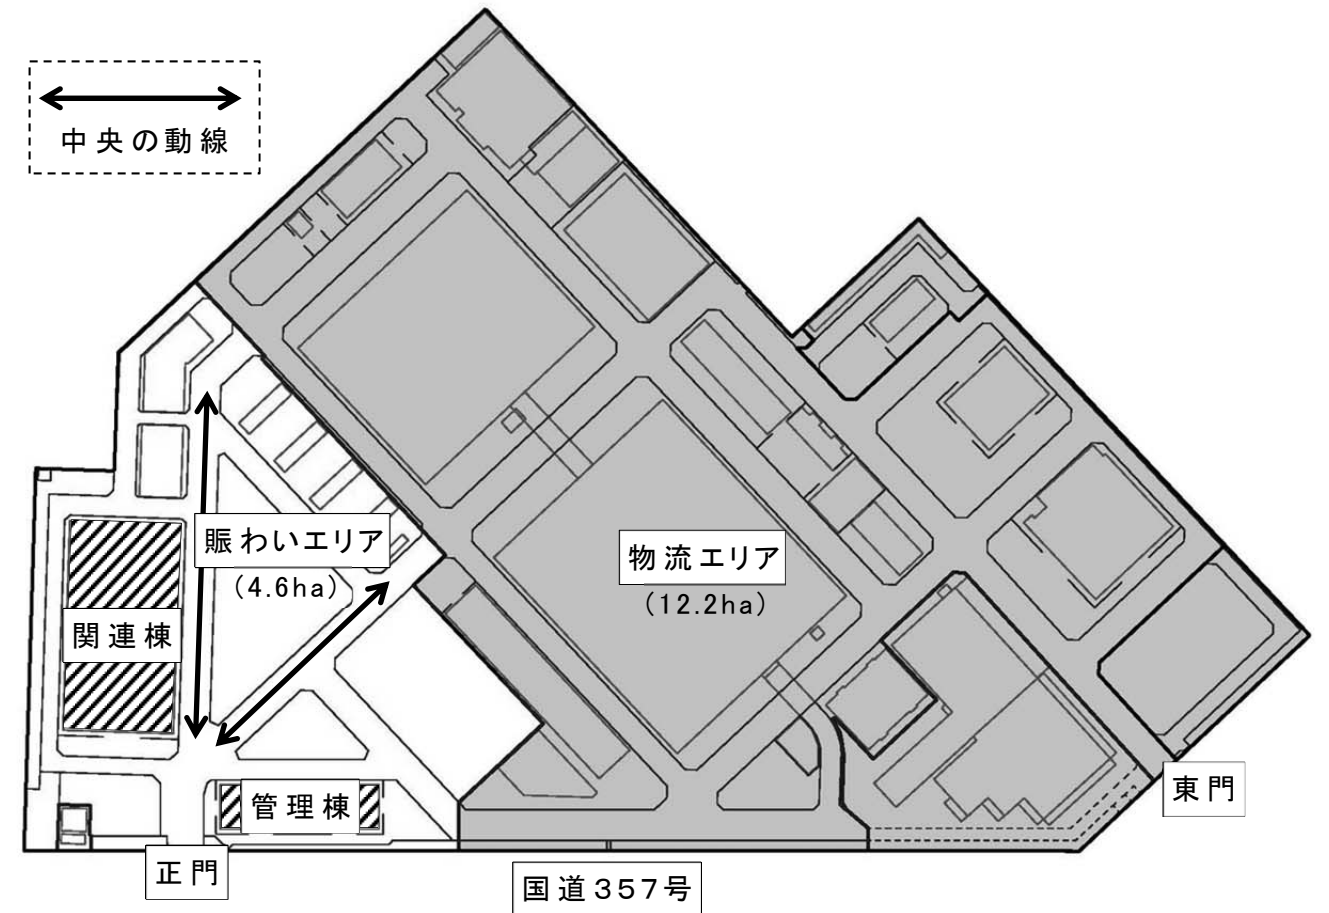 中央の動線
賑わいエリア
（4.6ha）
物流エリア
（12.2ha）
関連棟
管理棟
東門
正門
国道357号